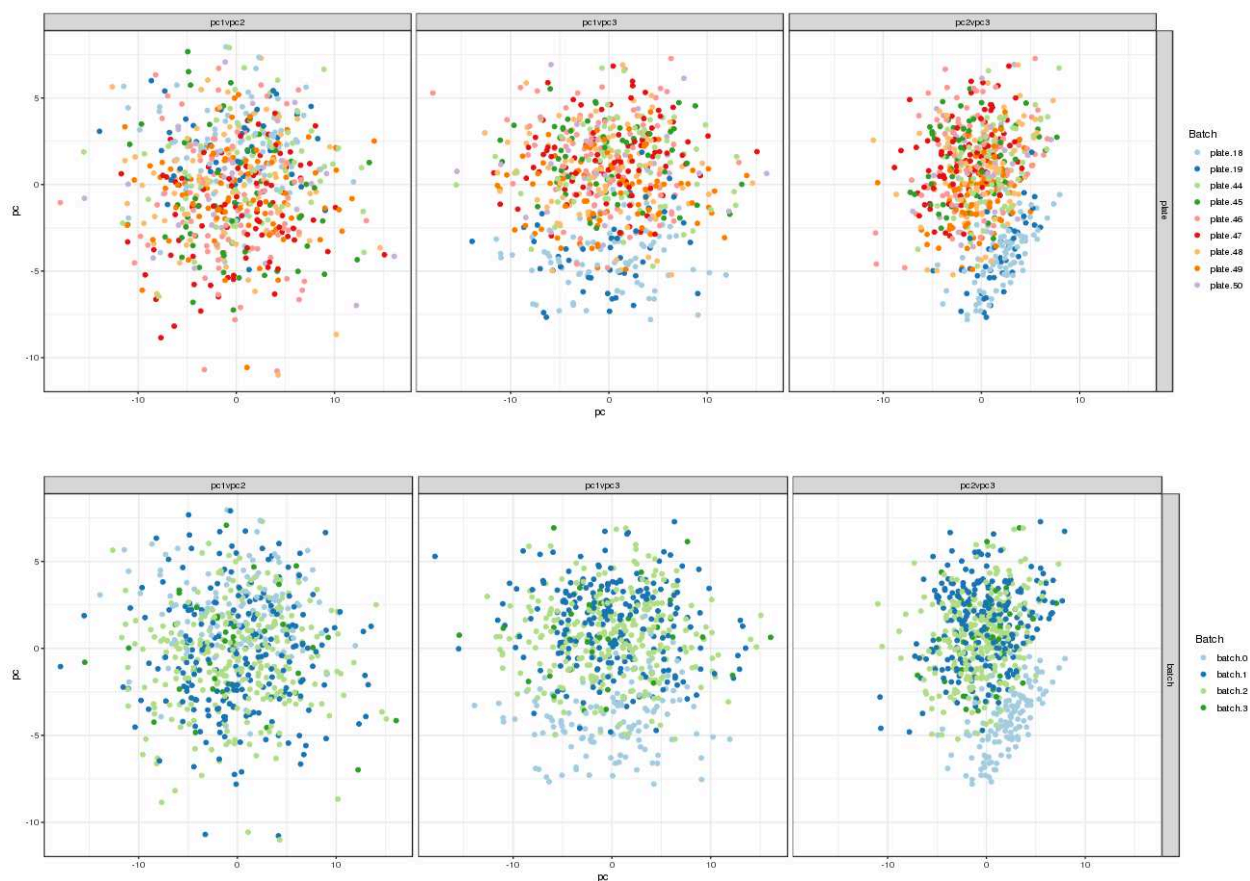 pc1vpc2 pc1vpc3 pc2vpc3
5
0
-5
-10
pc
plate
-10 0 10 -10 0 10 -10 0 10
pc
Batch
plate.18
plate.19
plate.44
plate.45
plate.46
plate.47
plate.48
plate.49
plate.50
pc1vpc2 pc1vpc3 pc2vpc3
5
0
-5
-10
pc
batch
-10 0 10 -10 0 10 -10 0 10
pc
Batch
batch.0
batch.1
batch.2
batch.3